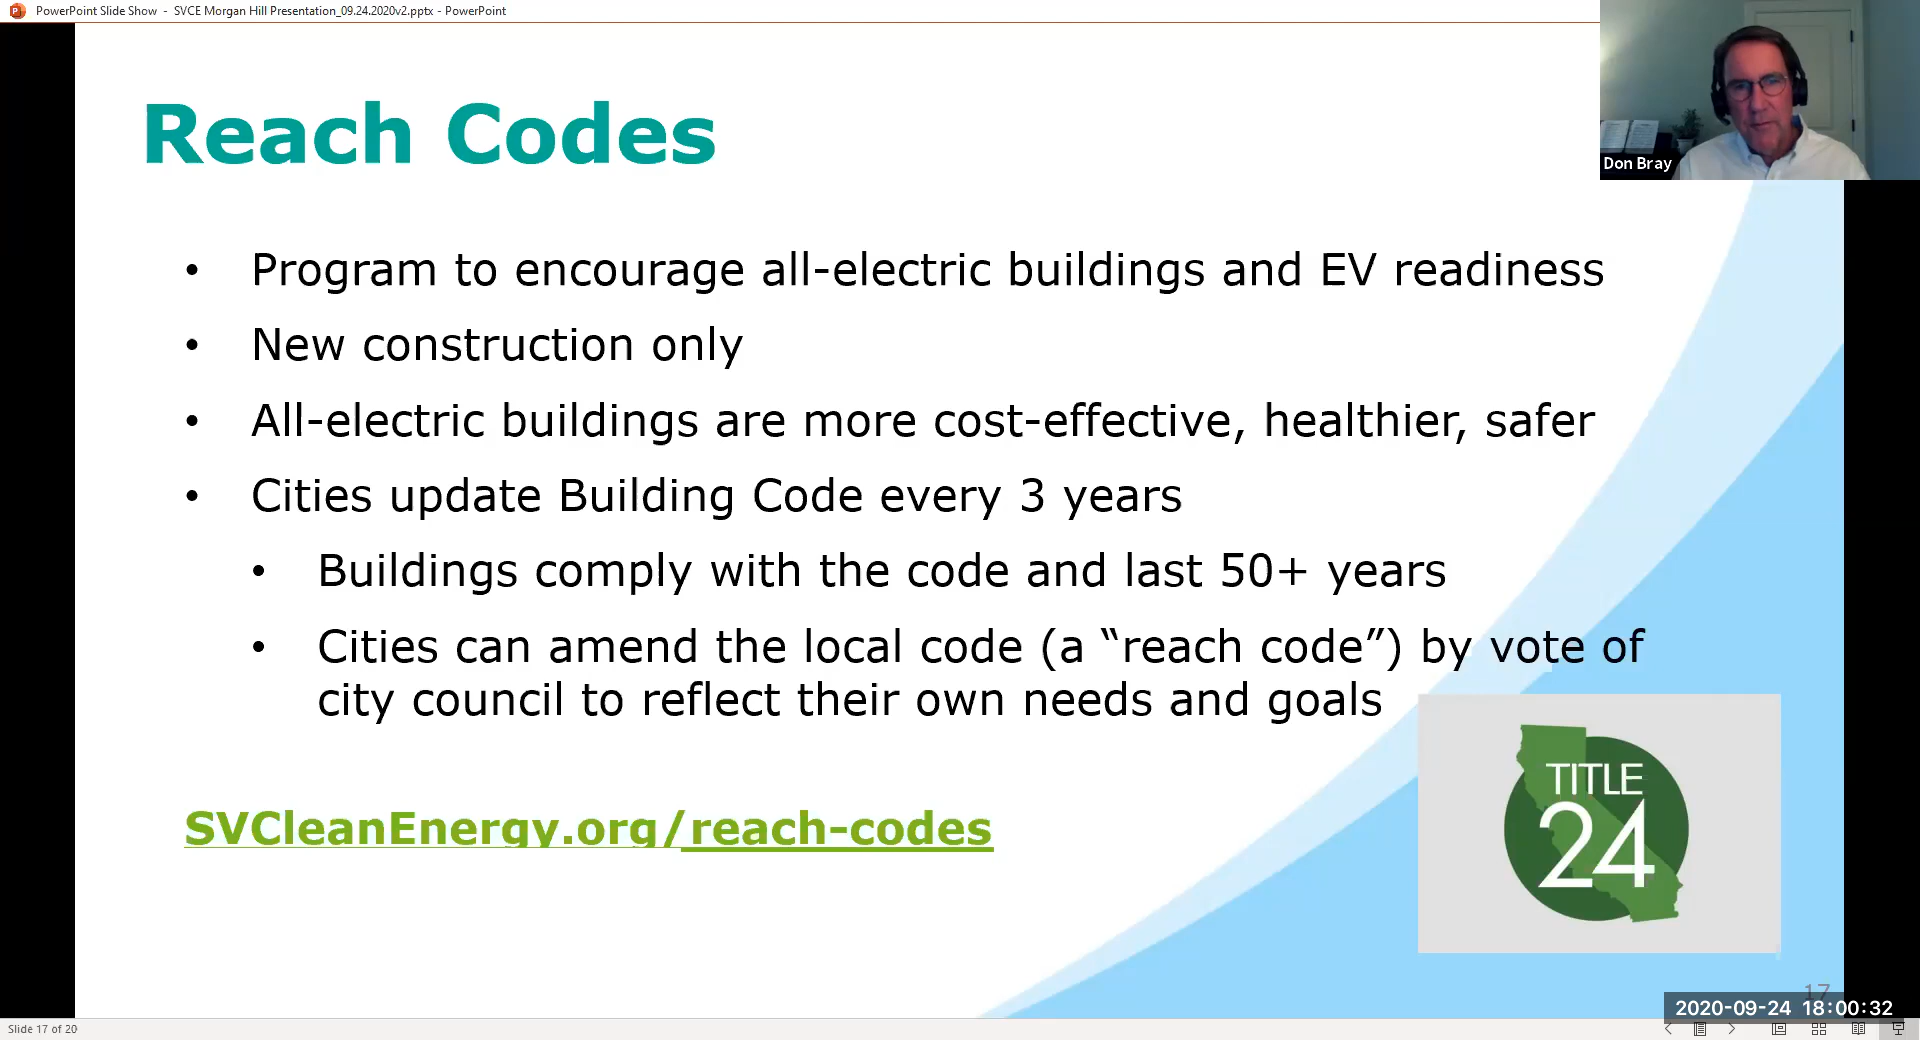 PowerPoint Slide Show - SVCE Morgan Hill Presentation_09.24.2020v2.pptx - PowerPoint
Don Bray
Reach Codes
• Program to encourage all-electric buildings and EV readiness
• New construction only
• All-electric buildings are more cost-effective, healthier, safer
• Cities update Building Code every 3 years
• Buildings comply with the code and last 50+ years
• Cities can amend the local code (a “reach code”) by vote of
city council to reflect their own needs and goals
SVCleanEnergy.org/reach-codes
TITLE
24
17
2020-09-24 18:00:32
Slide 17 of 20